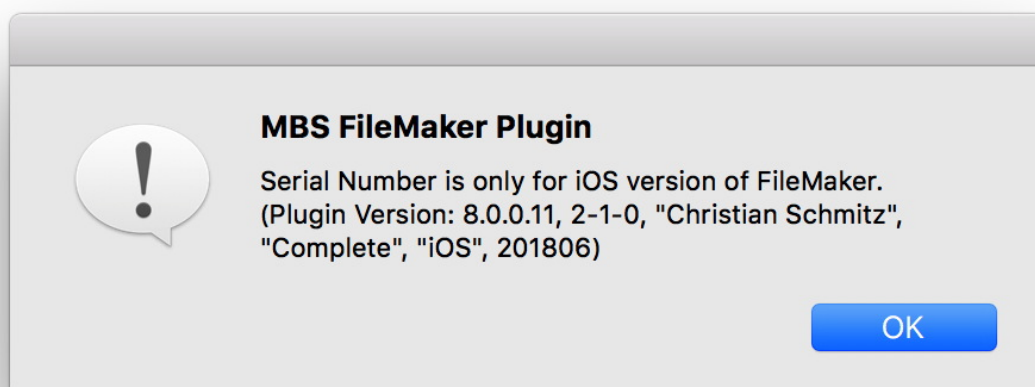 MBS FileMaker Plugin
Serial Number is only for iOS version of FileMaker.
(Plugin Version: 8.0.0.11, 2-1-0, "Christian Schmitz",
"Complete", "iOS", 201806)
OK